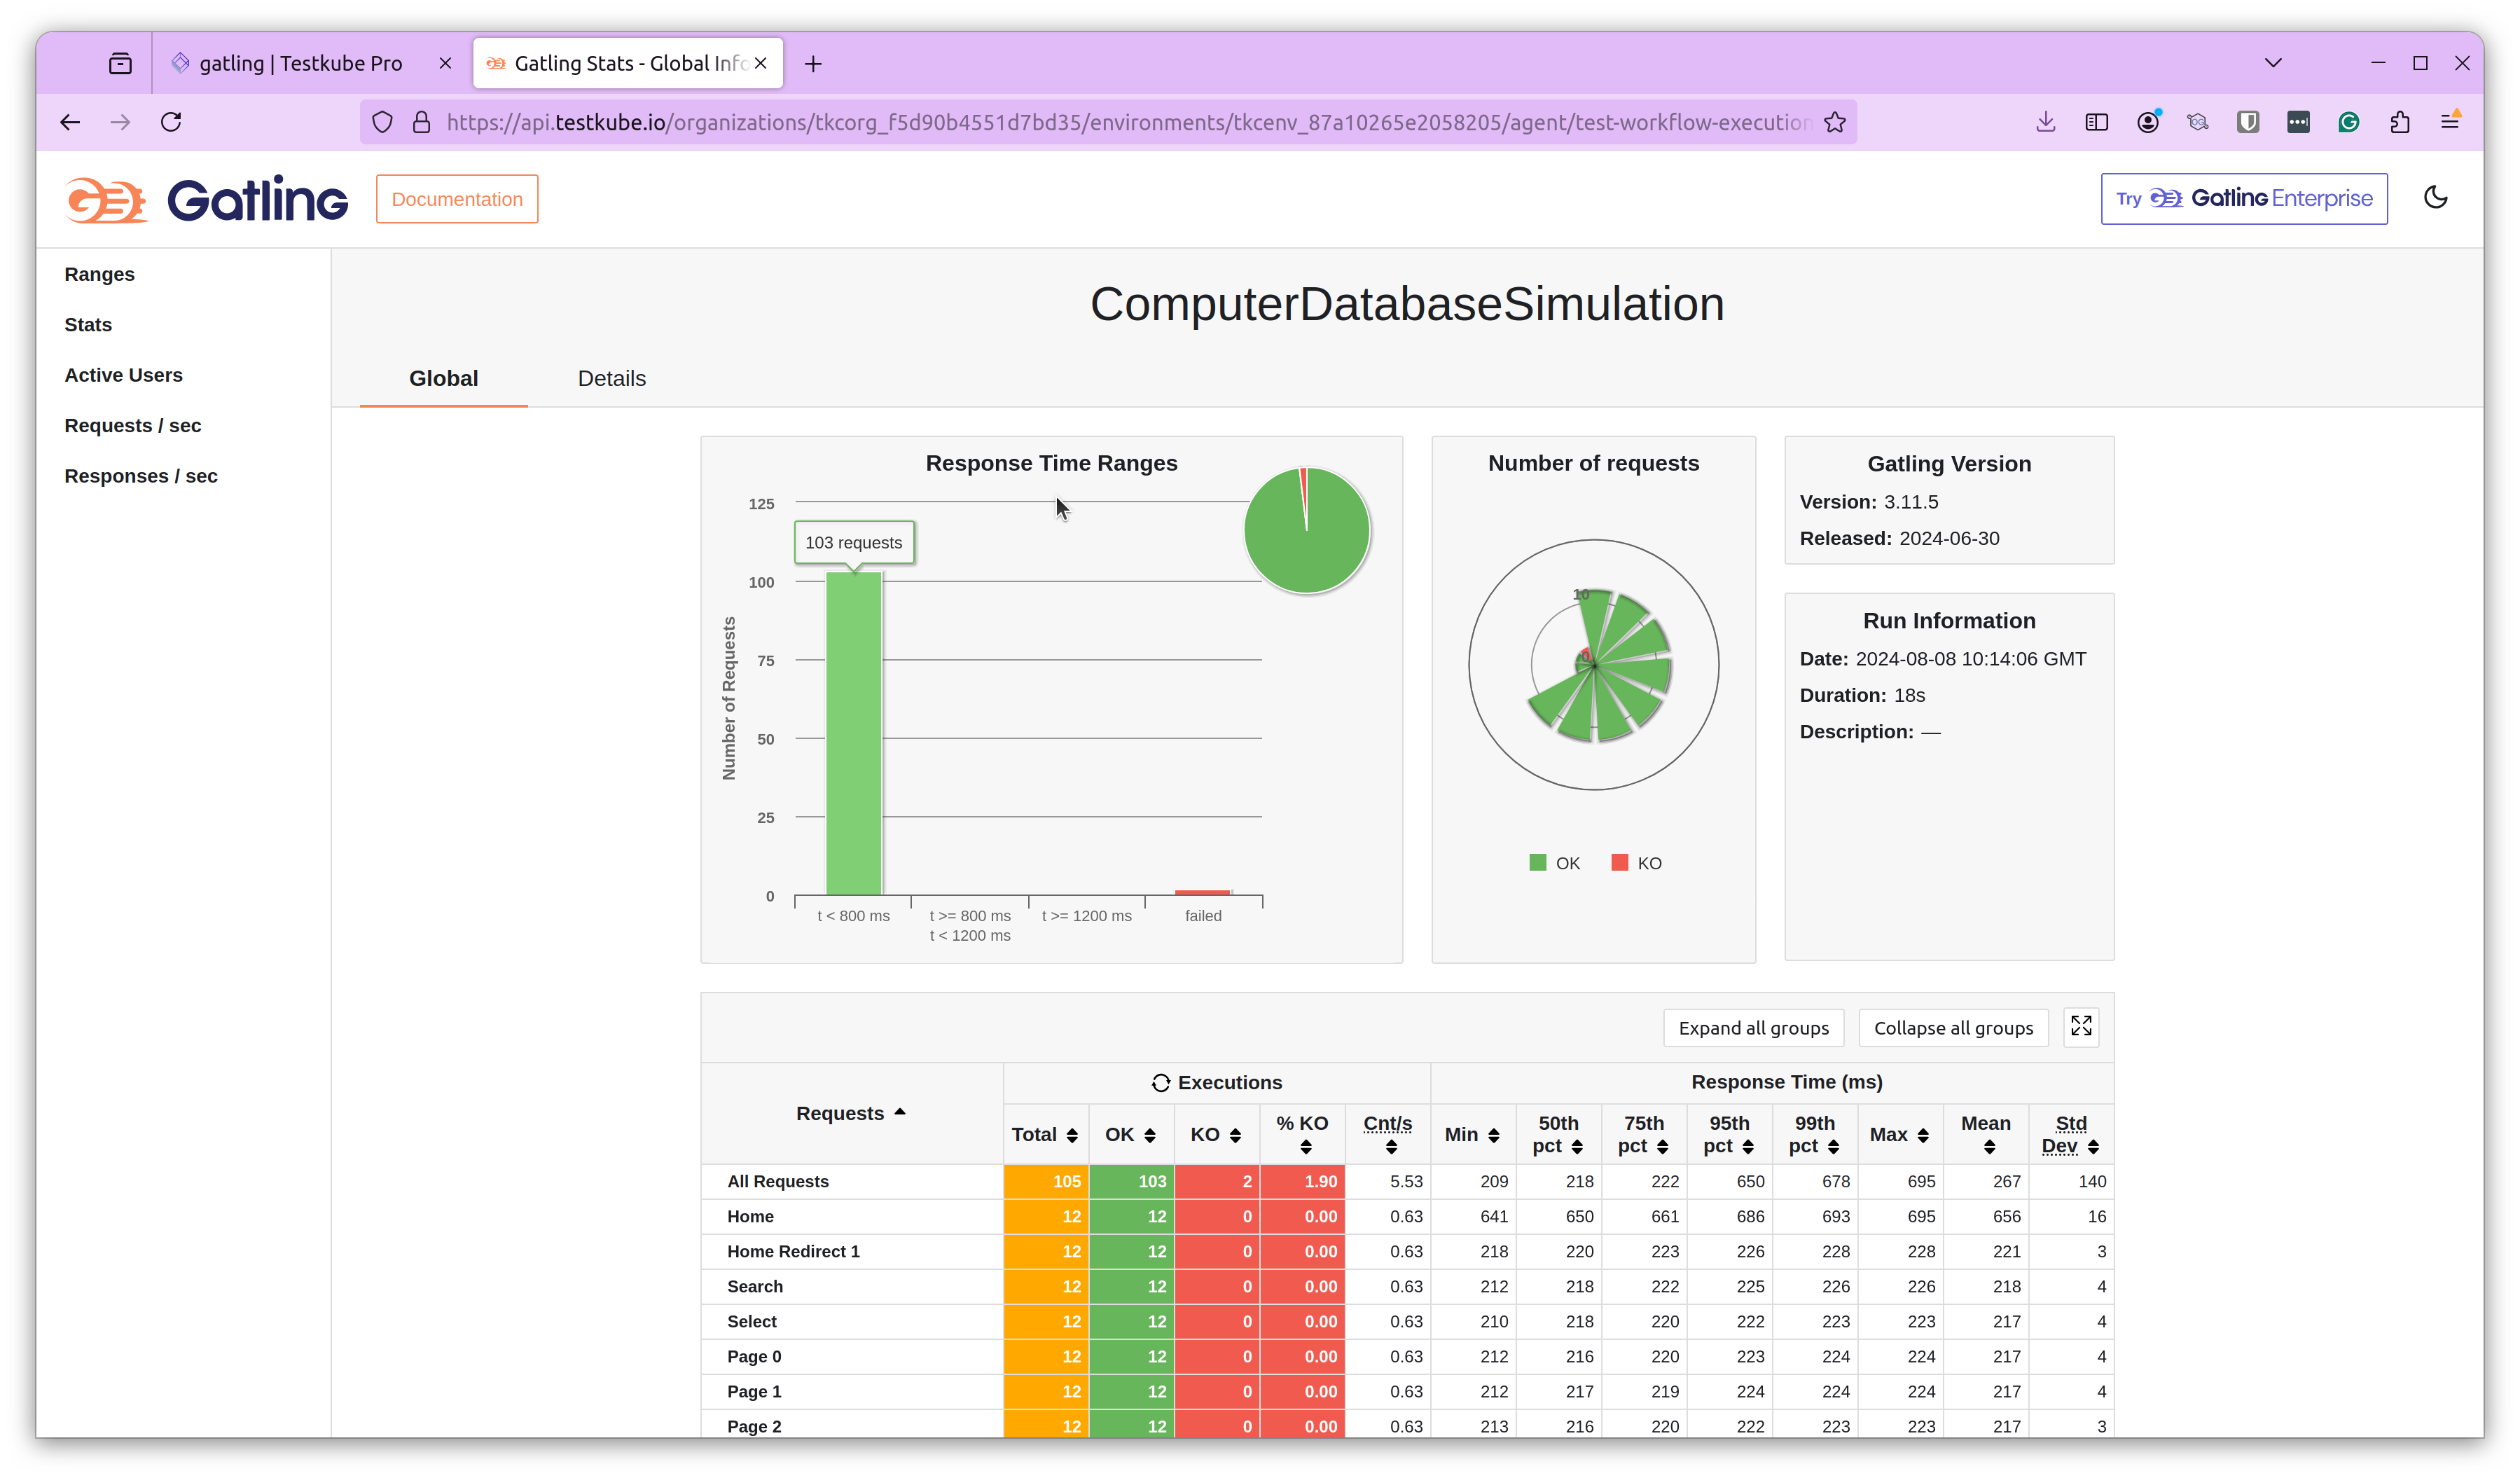 gatling | Testkube Pro
Gatling Stats - Global Info
https://api.testkube.io/organizations/tkcorg_f5d90b4551d7bd35/environments/tkcenv_87a10265e2058205/agent/test-workflow-execution
Gatling
Documentation
Try Gatling Enterprise
Ranges
Stats
Active Users
Requests / sec
Responses / sec
ComputerDatabaseSimulation
Global Details
Response Time Ranges
125
103 requests
100
75
50
25
0
Number of Requests
t < 800 ms
t >= 800 ms
t < 1200 ms
t >= 1200 ms
failed
Number of requests
10
0
OK KO
Gatling Version
Version: 3.11.5
Released: 2024-06-30
Run Information
Date: 2024-08-08 10:14:06 GMT
Duration: 18s
Description: —
Expand all groups Collapse all groups
Requests Executions Response Time (ms)
Total OK KO % KO Cnt/s Min 50th pct 75th pct 95th pct 99th pct Max Mean Std Dev
All Requests 105 103 2 1.90 5.53 209 218 222 650 678 695 267 140
Home 12 12 0 0.00 0.63 641 650 661 686 693 695 656 16
Home Redirect 1 12 12 0 0.00 0.63 218 220 223 226 228 228 221 3
Search 12 12 0 0.00 0.63 212 218 222 225 226 226 218 4
Select 12 12 0 0.00 0.63 210 218 220 222 223 223 217 4
Page 0 12 12 0 0.00 0.63 212 216 220 223 224 224 217 4
Page 1 12 12 0 0.00 0.63 212 217 219 224 224 224 217 4
Page 2 12 12 0 0.00 0.63 213 216 220 222 223 223 217 3